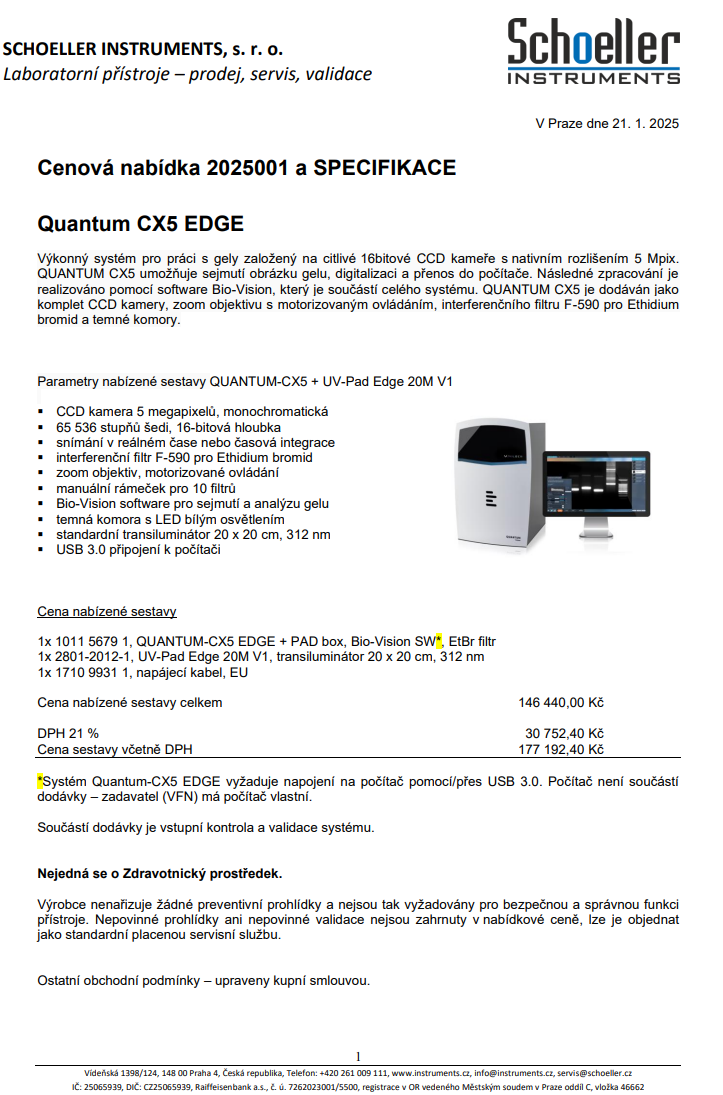 SCHOELLER INSTRUMENTS, s. r. o.
Laboratorní přístroje – prodej, servis, validace
Schoeller
INSTRUMENTS
V Praze dne 21. 1. 2025
Cenová nabídka 2025001 a SPECIFIKACE
Quantum CX5 EDGE
Výkonný systém pro práci s gely založený na citlivé 16bitové CCD kameře s nativním rozlišením 5 Mpix.
QUANTUM CX5 umožňuje sejmutí obrázku gelu, digitalizaci a přenos do počítače. Následné zpracování je
realizováno pomocí software Bio-Vision, který je součástí celého systému. QUANTUM CX5 je dodáván jako
komplet CCD kamery, zoom objektivu s motorizovaným ovládáním, interferenčního filtru F-590 pro Ethidium
bromid a temné komory.
Parametry nabízené sestavy QUANTUM-CX5 + UV-Pad Edge 20M V1
▪ CCD kamera 5 megapixelů, monochromatická
▪ 65 536 stupňů šedi, 16-bitová hloubka
▪ snímání v reálném čase nebo časová integrace
▪ interferenční filtr F-590 pro Ethidium bromid
▪ zoom objektiv, motorizované ovládání
▪ manuální rámeček pro 10 filtrů
▪ Bio-Vision software pro sejmutí a analýzu gelu
▪ temná komora s LED bílým osvětlením
▪ standardní transiluminátor 20 x 20 cm, 312 nm
▪ USB 3.0 připojení k počítači
Cena nabízené sestavy
1x 1011 5679 1, QUANTUM-CX5 EDGE + PAD box, Bio-Vision SW*, EtBr filtr
1x 2801-2012-1, UV-Pad Edge 20M V1, transiluminátor 20 x 20 cm, 312 nm
1x 1710 9931 1, napájecí kabel, EU
Cena nabízené sestavy celkem 146 440,00 Kč
DPH 21 % 30 752,40 Kč
Cena sestavy včetně DPH 177 192,40 Kč
*Systém Quantum-CX5 EDGE vyžaduje napojení na počítač pomocí/přes USB 3.0. Počítač není součástí
dodávky – zadavatel (VFN) má počítač vlastní.
Součástí dodávky je vstupní kontrola a validace systému.
Nejedná se o Zdravotnický prostředek.
Výrobce nenařizuje žádné preventivní prohlídky a nejsou tak vyžadovány pro bezpečnou a správnou funkci
přístroje. Nepovinné prohlídky ani nepovinné validace nejsou zahrnuty v nabídkové ceně, lze je objednat
jako standardní placenou servisní službu.
Ostatní obchodní podmínky – upraveny kupní smlouvou.
1
Vídeňská 1398/124, 148 00 Praha 4, Česká republika, Telefon: +420 261 009 111, www.instruments.cz, info@instruments.cz, servis@schoeller.cz
IČ: 25065939, DIČ: CZ25065939, Raiffeisenbank a.s., č. ú. 7262023001/5500, registrace v OR vedeného Městským soudem v Praze oddíl C, vložka 46662